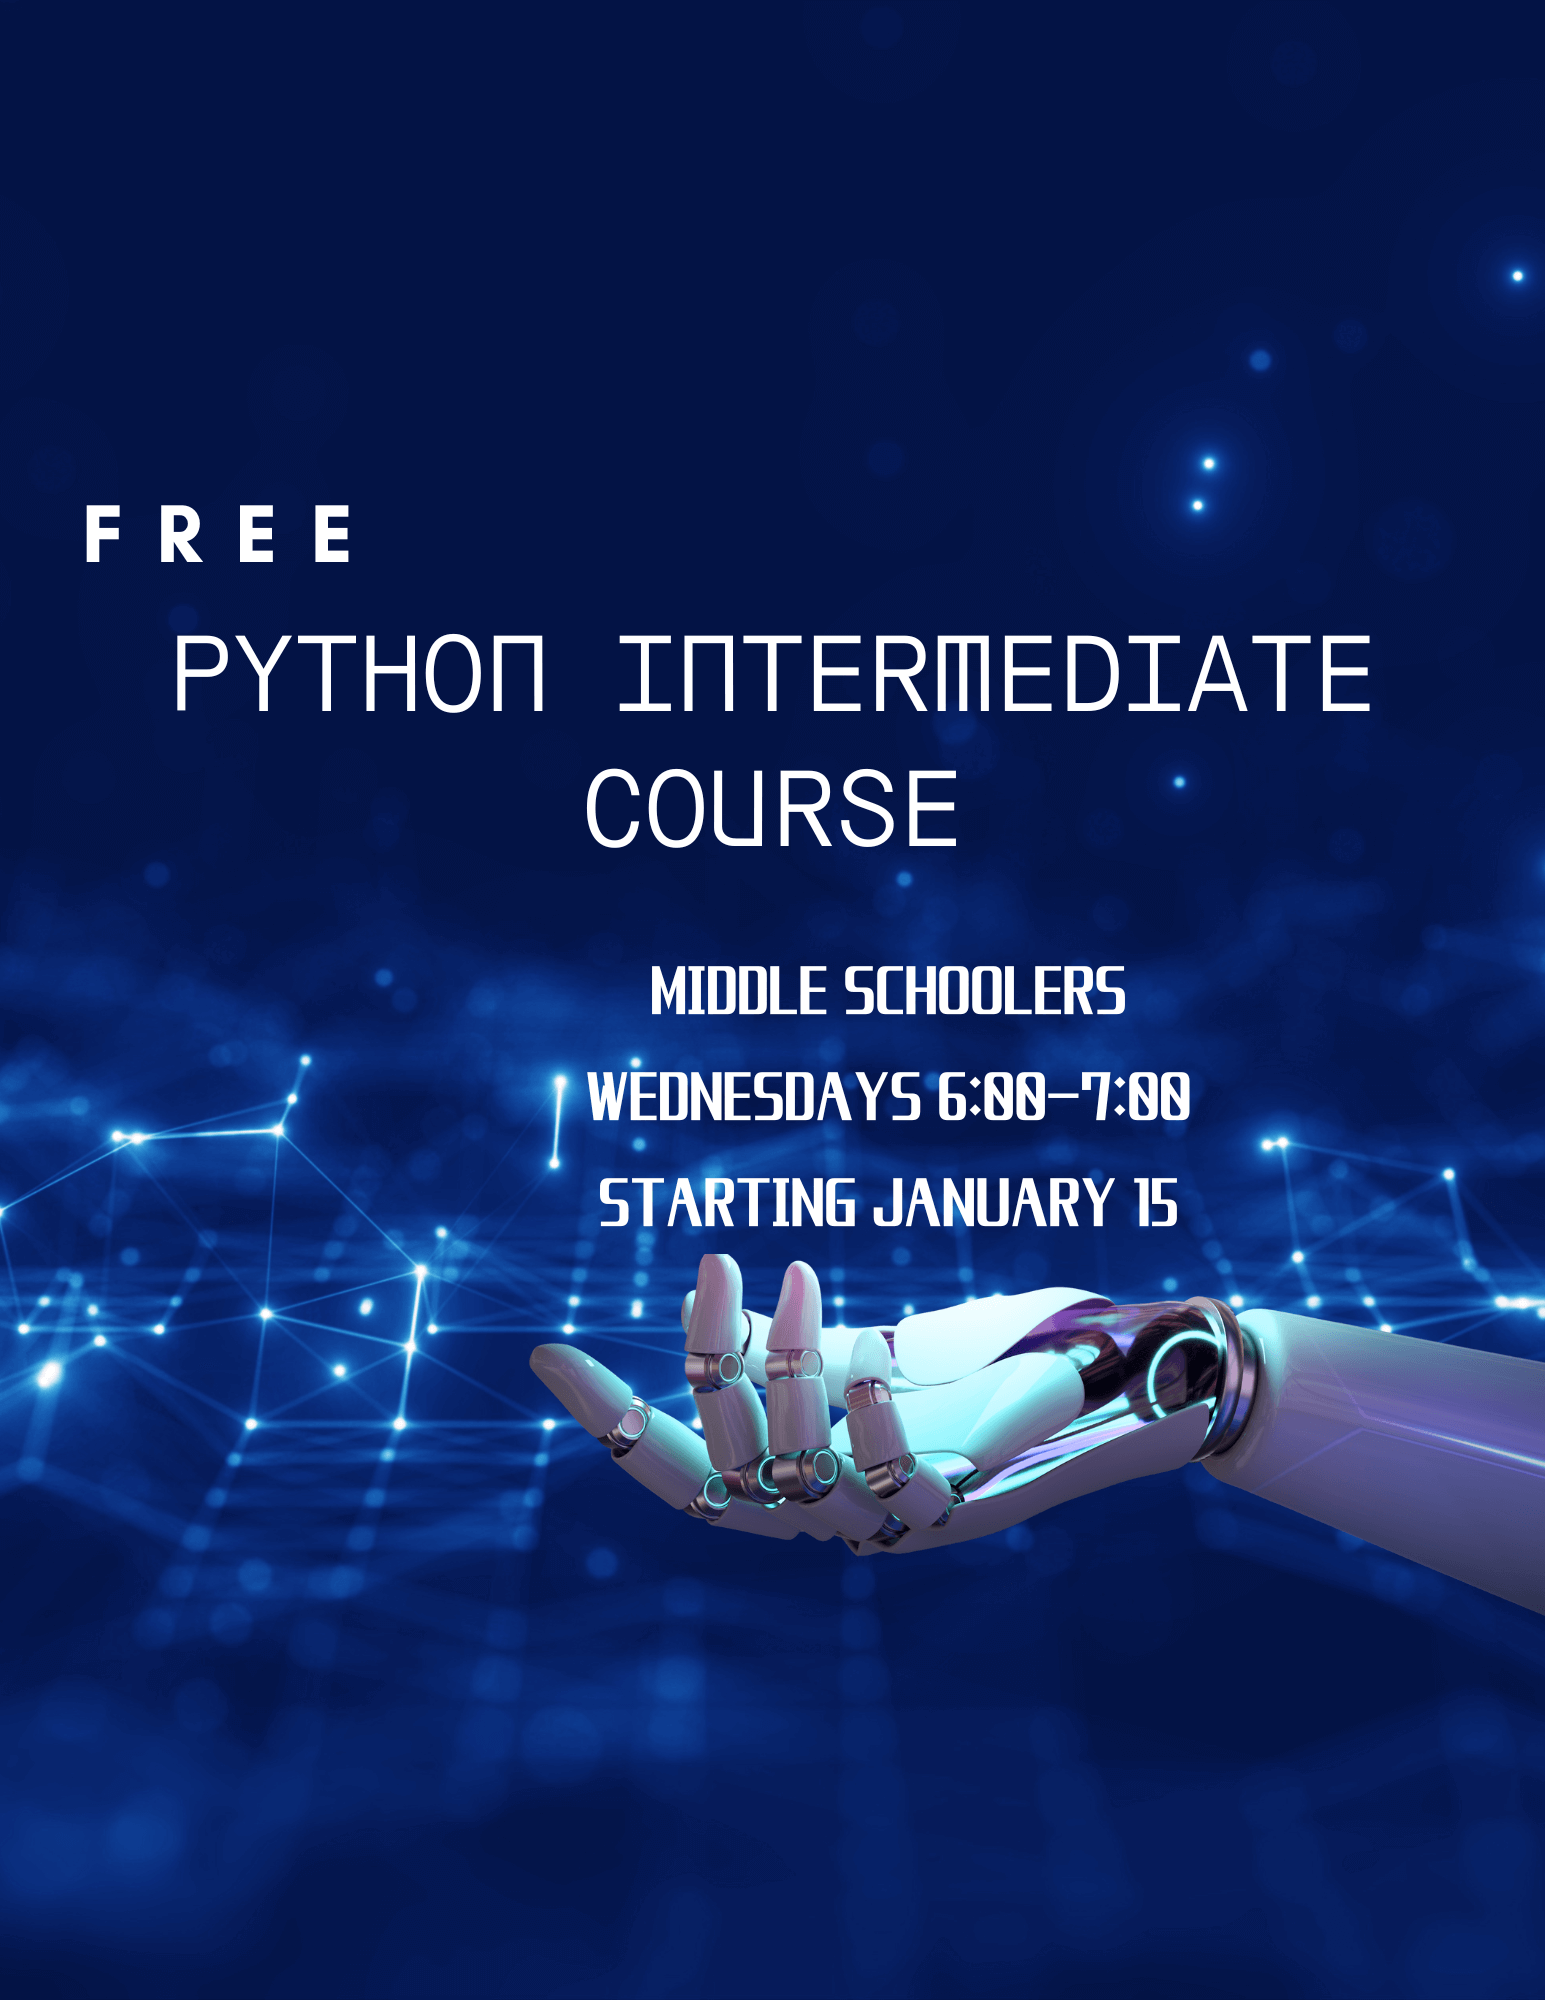 FREE
PYTHON INTERMEDIATE
COURSE
MIDDLE SCHOOLERS
WEDNESDAYS 6:00-7:00
STARTING JANUARY 15